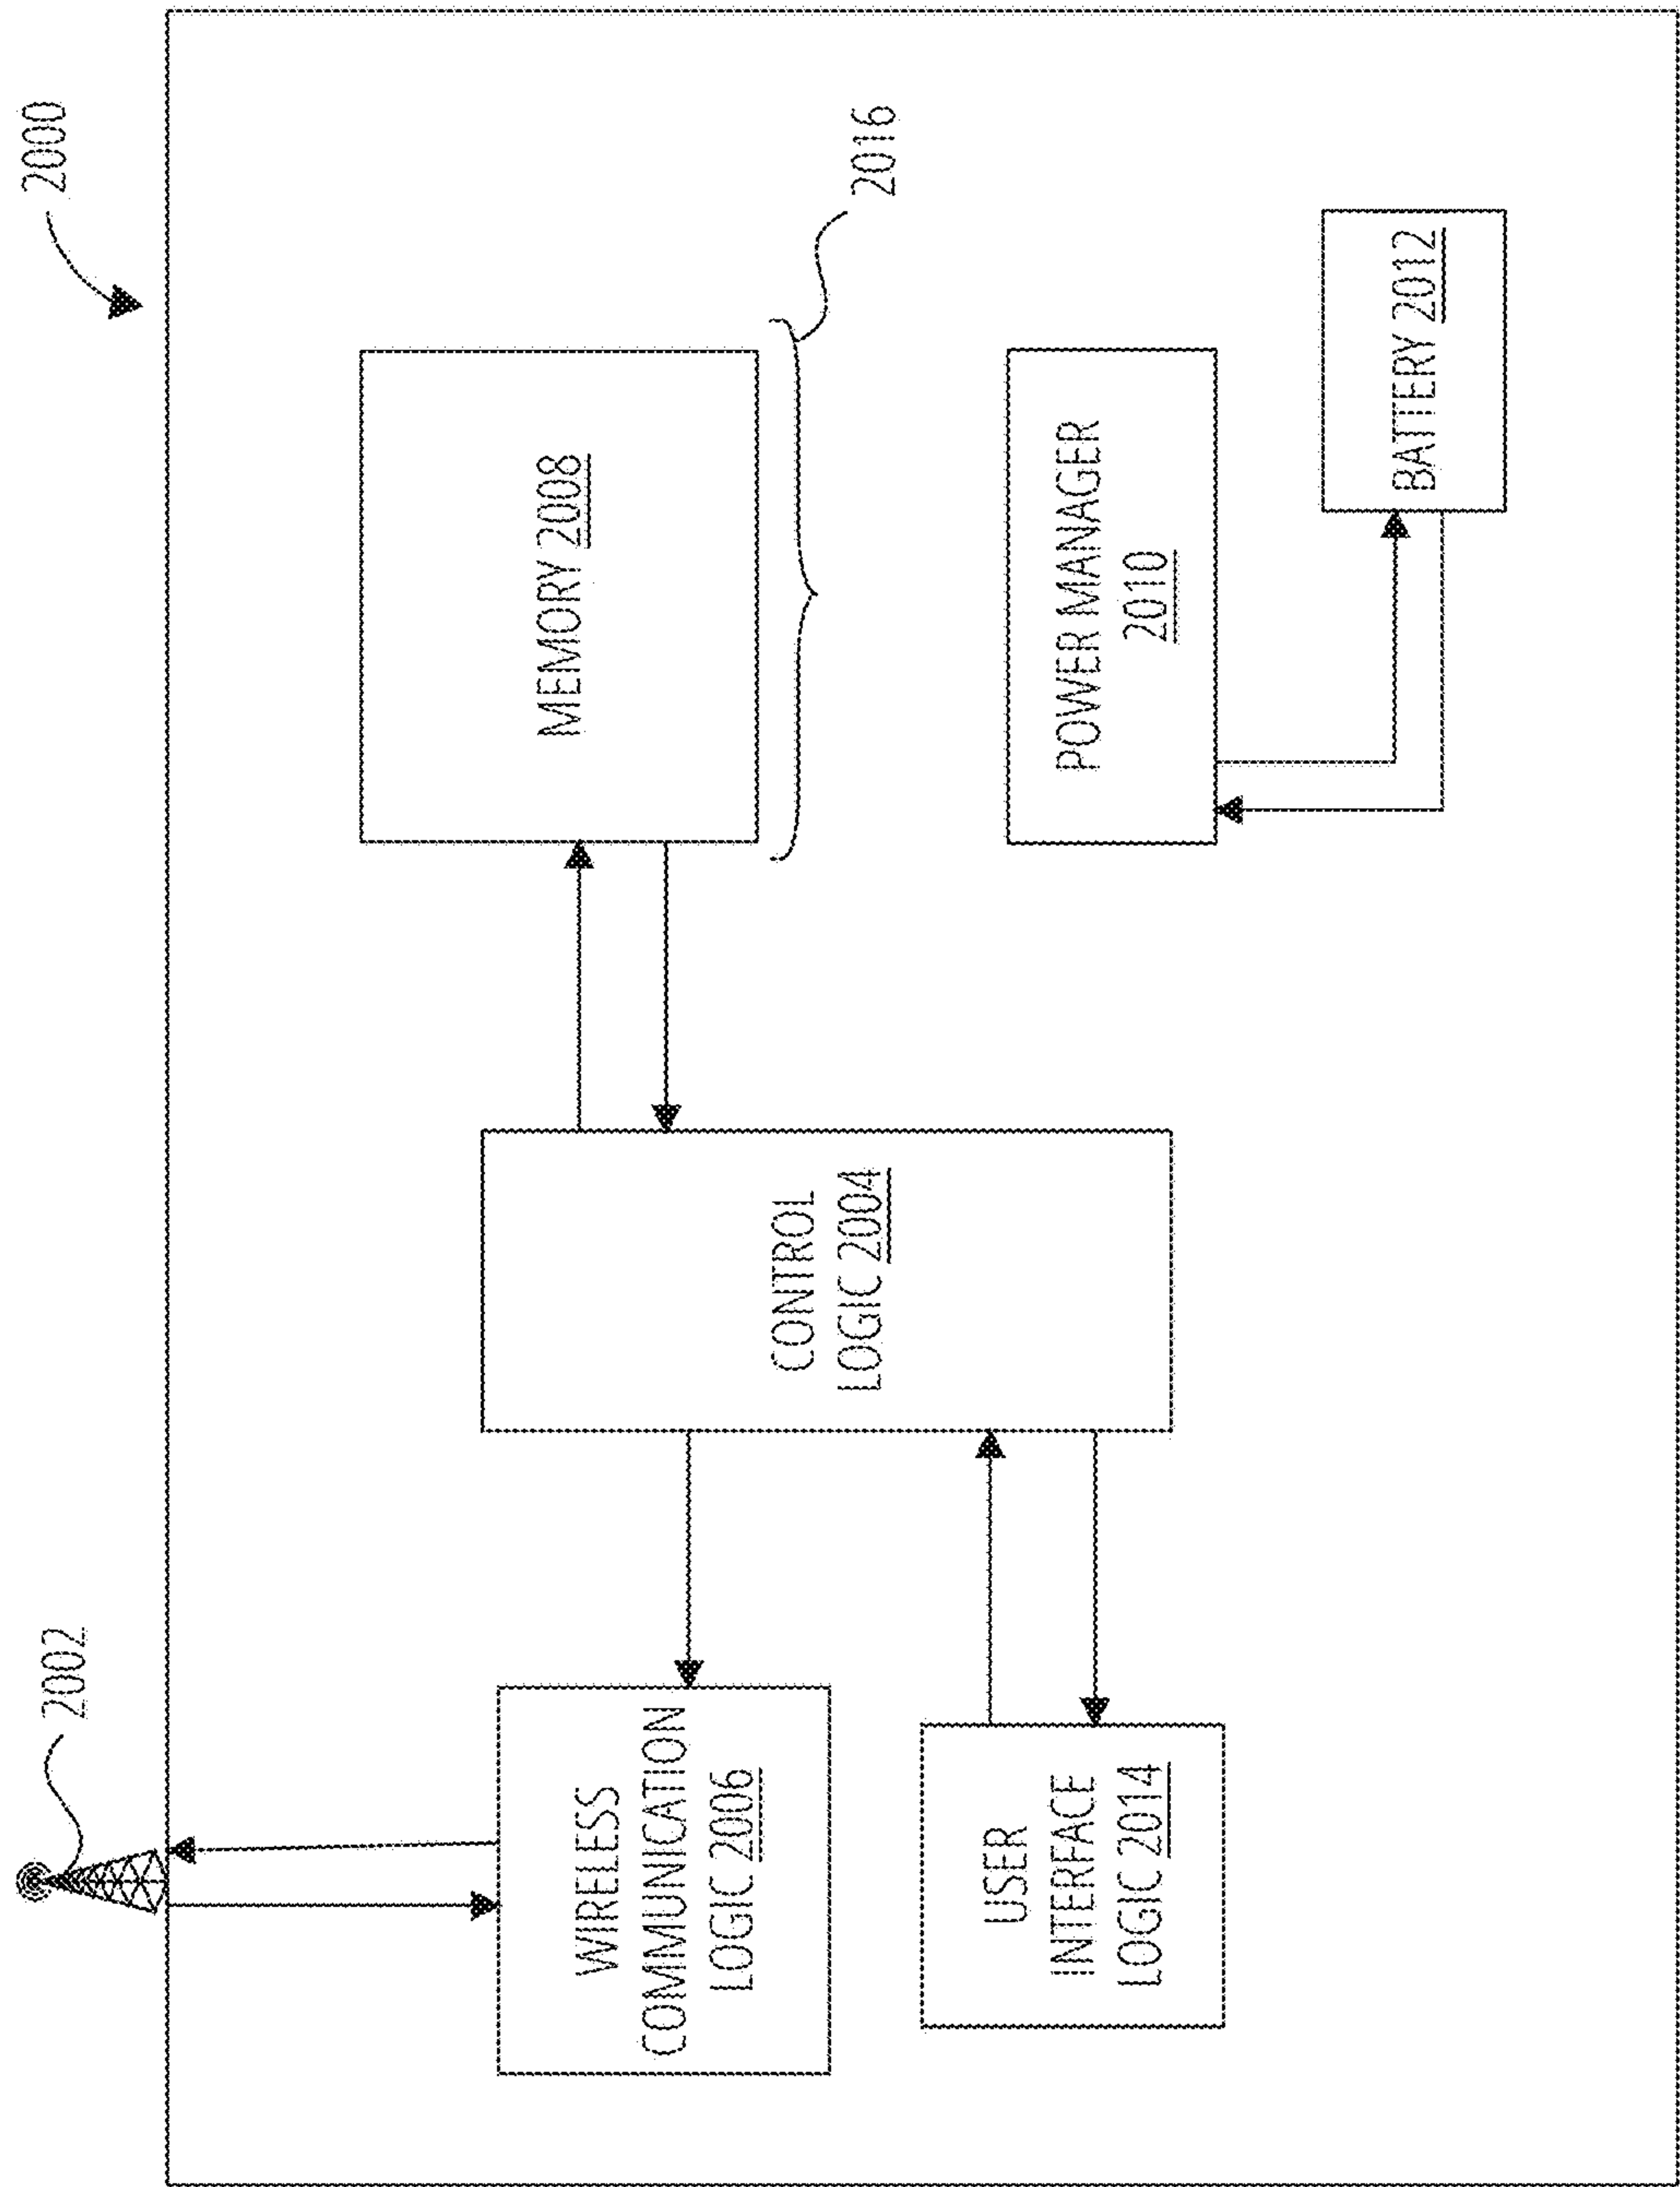 2000
2002
WIRELESS
COMMUNICATION
LOGIC 2006
USER
INTERFACE
LOGIC 2014
CONTROL
LOGIC 2004
MEMORY 2008
2016
POWER MANAGER
2010
BATTERY 2012